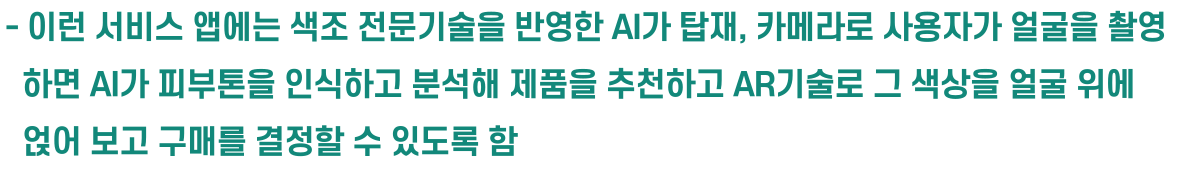 - 이런 서비스 앱에는 색조 전문기술을 반영한 AI가 탑재, 카메라로 사용자가 얼굴을 촬영
하면 AI가 피부톤을 인식하고 분석해 제품을 추천하고 AR기술로 그 색상을 얼굴 위에
얹어 보고 구매를 결정할 수 있도록 함